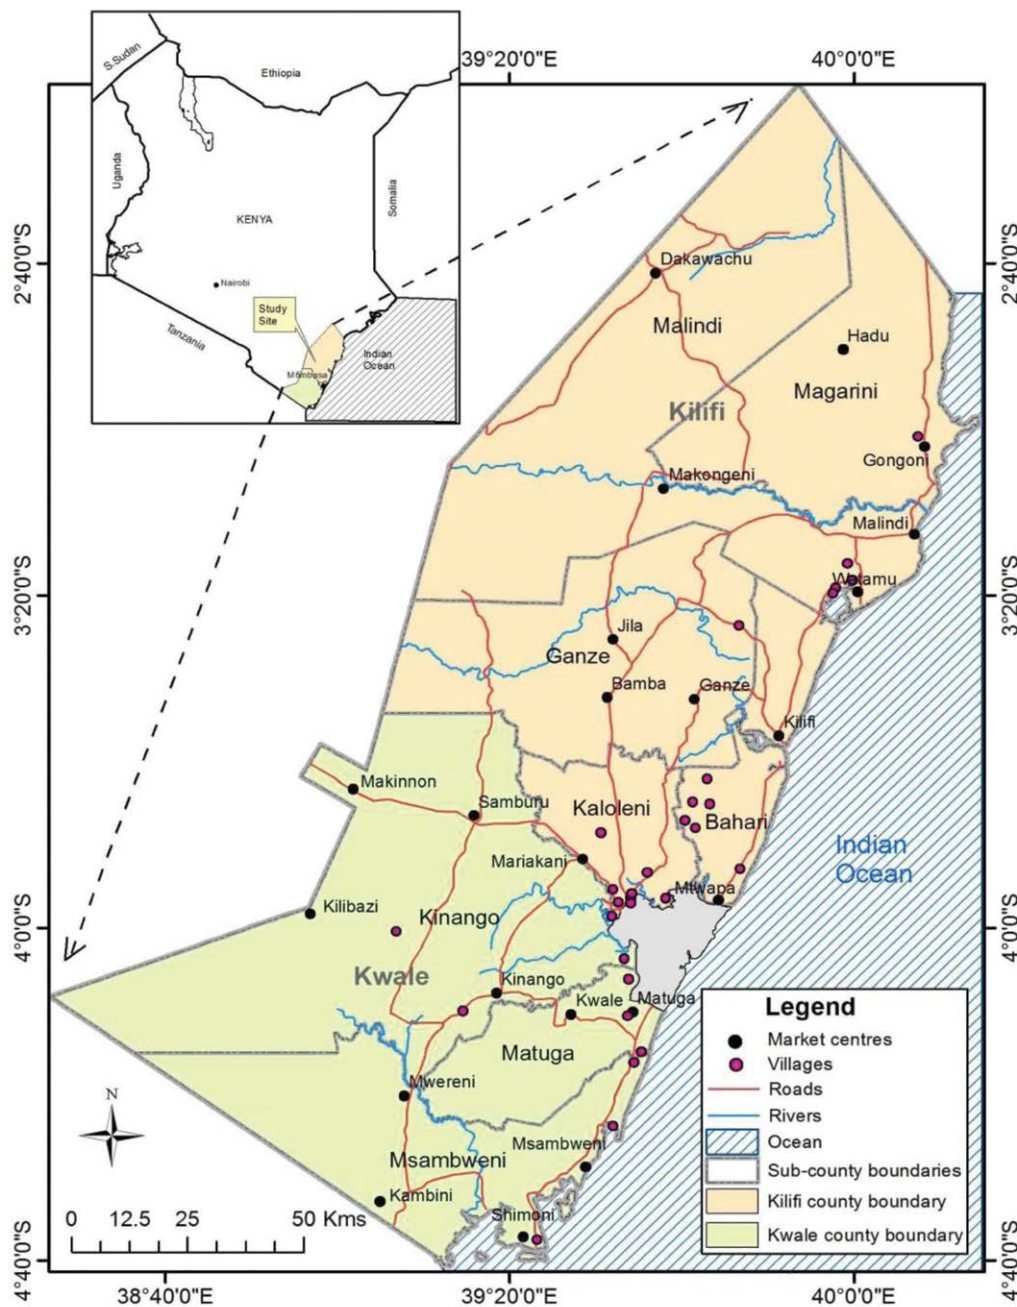 39°20'0"E
40°0'0"E
S.Sudan
Ethiopia
Uganda
Somalia
KENYA
Nairobi
Study
Site
Tanzania
Mombasa
Indian
Ocean
2°40'0"S
2°40'0"S
Dakawachu
Malindi
Hadu
Magarini
Kilifi
Gongoni
Makongeni
Malindi
3°20'0"S
Watamu
3°20'0"S
Jila
Ganze
Bamba
Ganze
Kilifi
Makinnon
Samburu
Kaloleni
Bahari
Indian
Ocean
Mariakani
Mtwapa
Kilibazi
Kinango
4°0'0"S
4°0'0"S
Kwale
Kinango
Kwale
Matuga
Matuga
Mwereni
Msambweni
Msambweni
Kambini
Shimoni
Legend
Market centres
Villages
Roads
Rivers
Ocean
Sub-county boundaries
Kilifi county boundary
Kwale county boundary
N
0 12.5 25 50 Kms
4°40'0"S
4°40'0"S
38°40'0"E
39°20'0"E
40°0'0"E